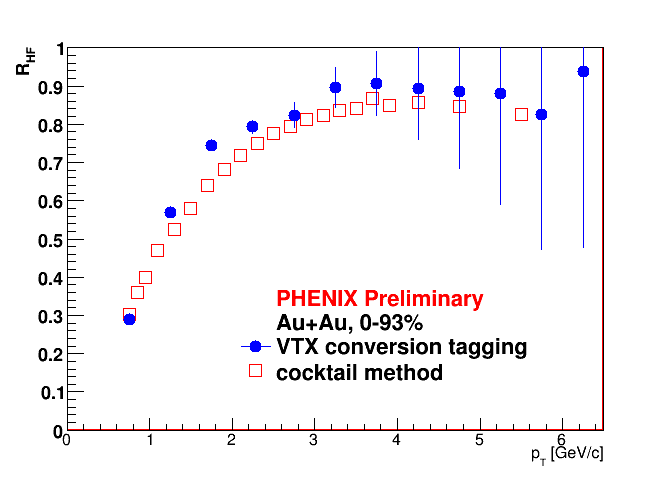 R_HF
1
0.9
0.8
0.7
0.6
0.5
0.4
0.3
0.2
0.1
0
PHENIX Preliminary
Au+Au, 0-93%
VTX conversion tagging
cocktail method
0 1 2 3 4 5 6
p_T [GeV/c]